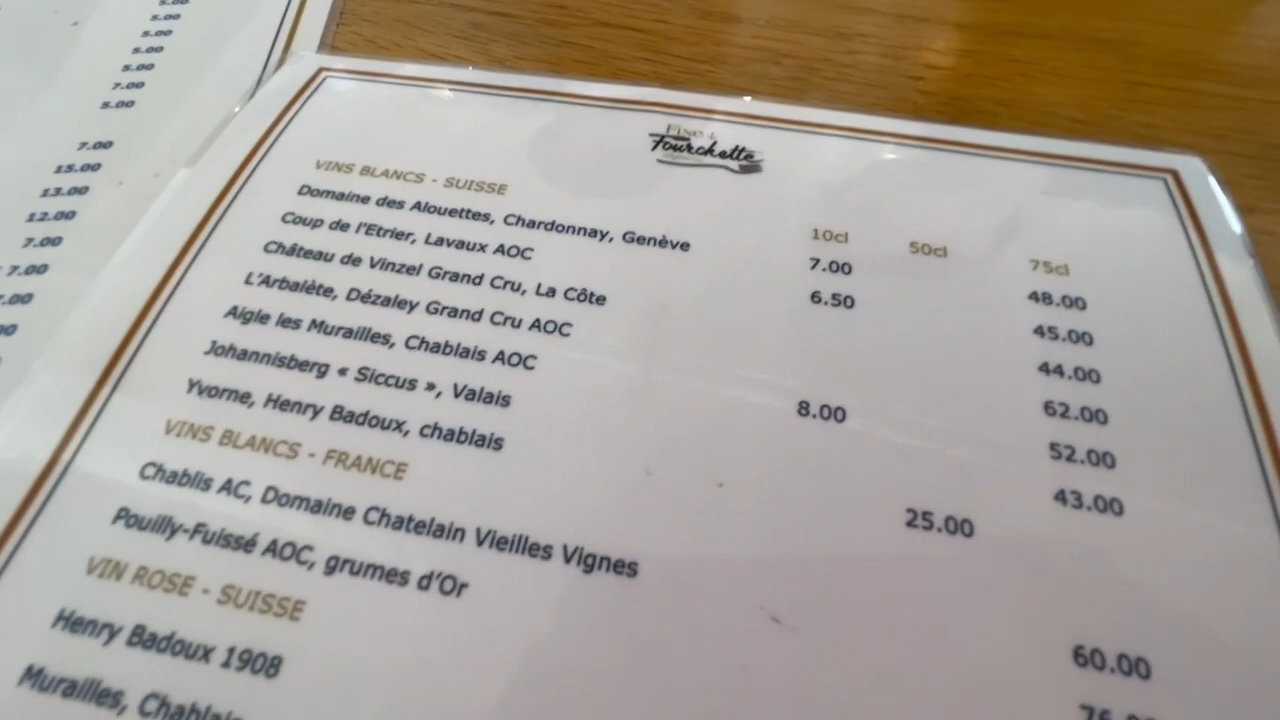 5.00
5.00
5.00
5.00
5.00
7.00
5.00
7.00
15.00
13.00
12.00
7.00
7.00
Fourchette
VINS BLANCS - SUISSE 10cl 50cl 75cl
Domaine des Alouettes, Chardonnay, Genève 7.00 48.00
Coup de l'Etrier, Lavaux AOC 6.50 45.00
Château de Vinzel Grand Cru, La Côte 44.00
L'Arbalète, Dézaley Grand Cru AOC 62.00
Aigle les Murailles, Chablais AOC 8.00 52.00
Johannisberg « Siccus », Valais 43.00
Yvorne, Henry Badoux, chablais 25.00
VINS BLANCS - FRANCE
Chablis AC, Domaine Chatelain Vieilles Vignes 60.00
Pouilly-Fuissé AOC, grumes d'Or
VIN ROSE - SUISSE
Henry Badoux 1908
Murailles, Chablais